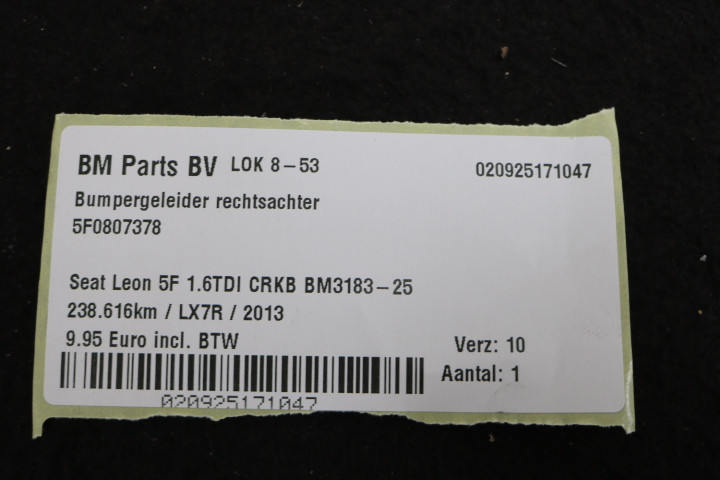 BM Parts BV LOK 8-53 020925171047
Bumpergeleider rechtsachter
5F0807378
Seat Leon 5F 1.6TDI CRKB BM3183-25
238.616km / LX7R / 2013
9.95 Euro incl. BTW Verz: 10
Aantal: 1
020925171047